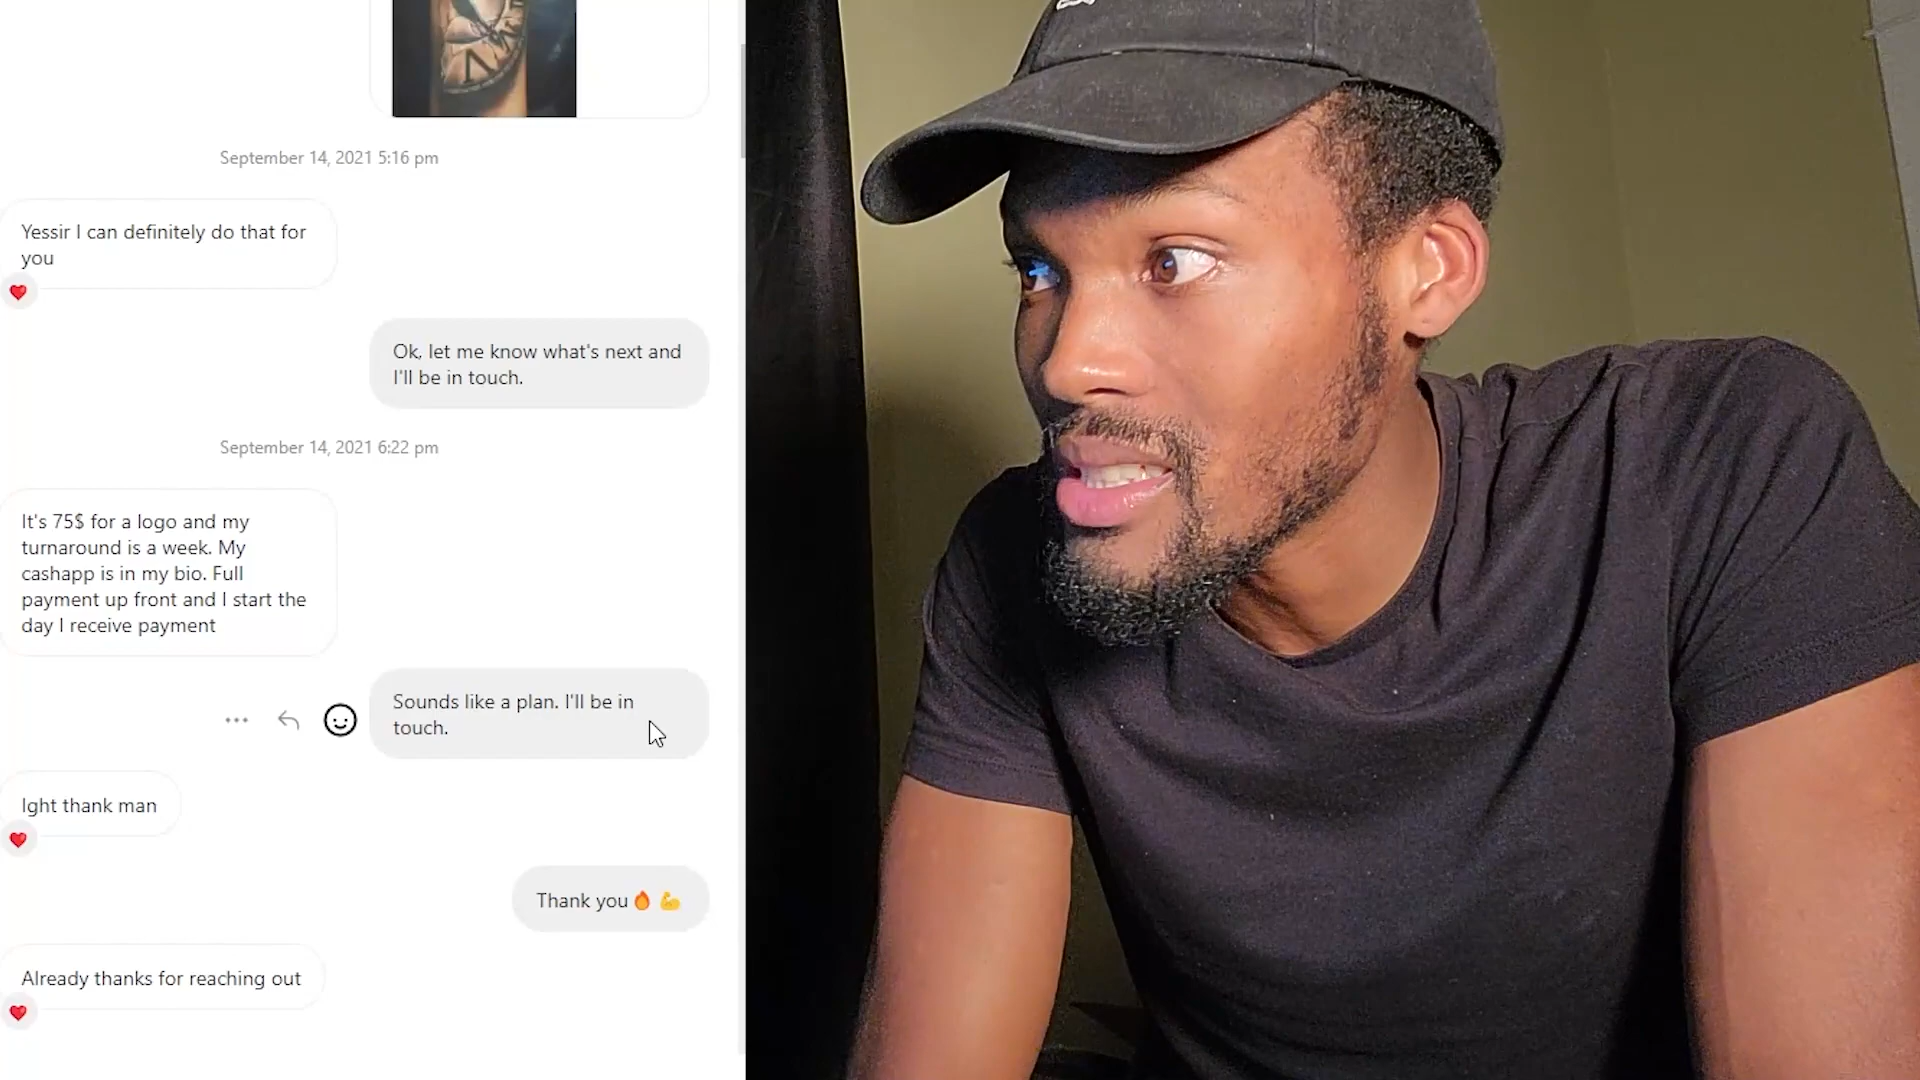 September 14, 2021 5:16 pm
Yessir I can definitely do that for
you
Ok, let me know what's next and
I'll be in touch.
September 14, 2021 6:22 pm
It's 75$ for a logo and my
turnaround is a week. My
cashapp is in my bio. Full
payment up front and I start the
day I receive payment
Sounds like a plan. I'll be in
touch.
Ight thank man
Thank you🔥 💪
Already thanks for reaching out